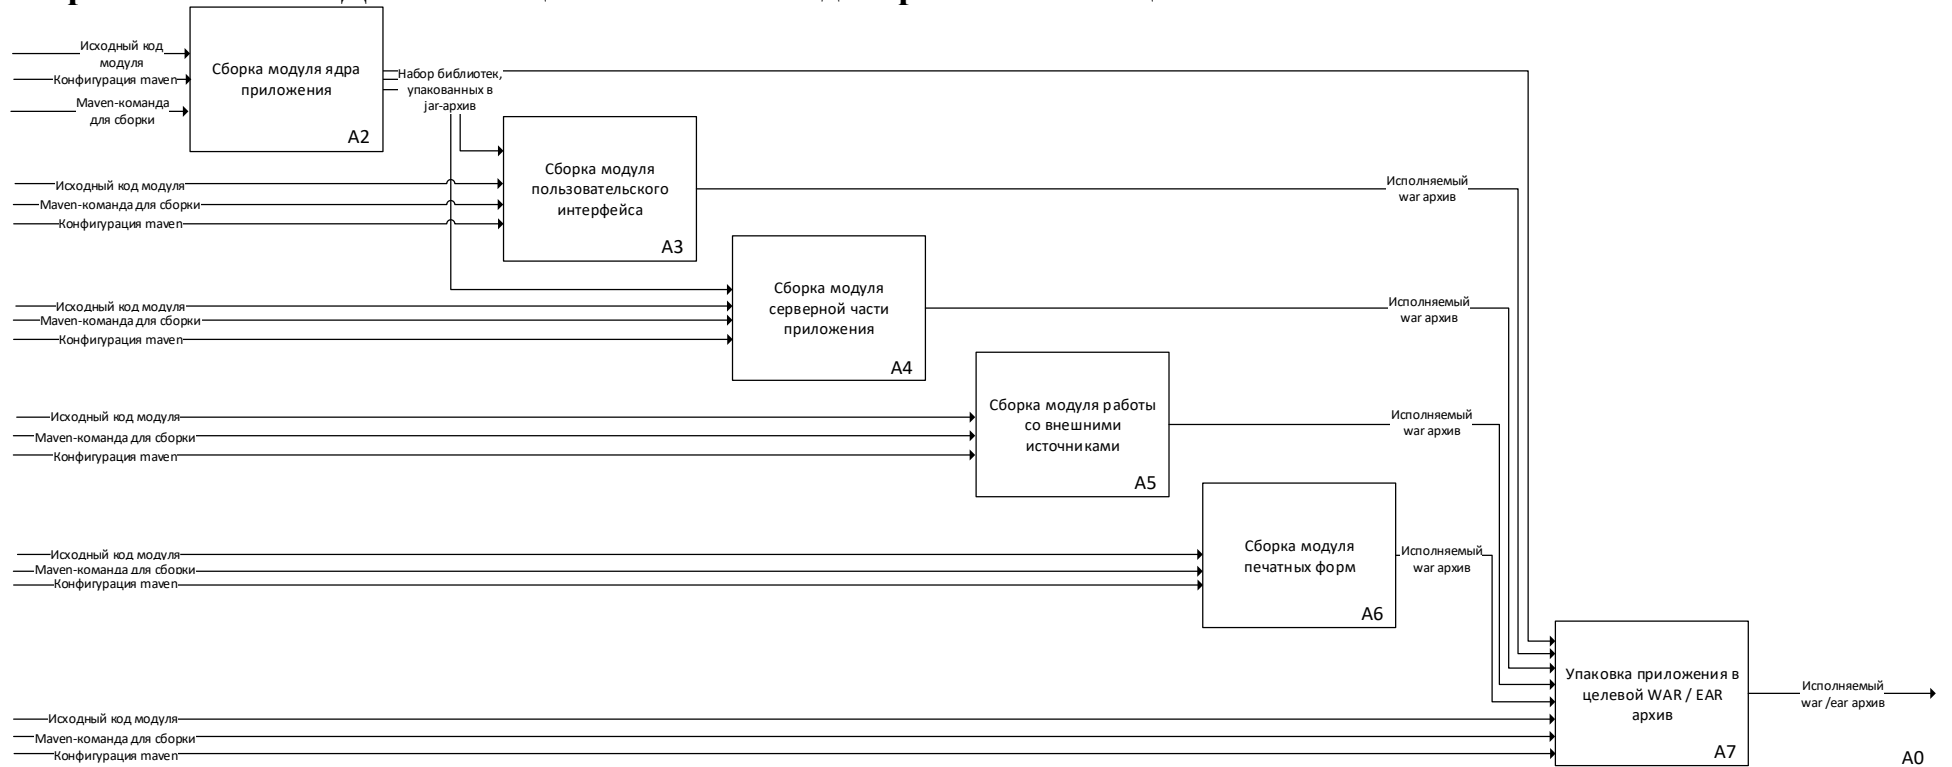 Исходный код
модуля
Конфигурация maven
Maven-команда
для сборки
Сборка модуля ядра
приложения
A2
Набор библиотек,
упакованных в
jar-архив
Исходный код модуля
Maven-команда для сборки
Конфигурация maven
Сборка модуля
пользовательского
интерфейса
A3
Исполняемый
war архив
Исходный код модуля
Maven-команда для сборки
Конфигурация maven
Сборка модуля
серверной части
приложения
A4
Исполняемый
war архив
Исходный код модуля
Maven-команда для сборки
Конфигурация maven
Сборка модуля работы
со внешними
источниками
A5
Исполняемый
war архив
Исходный код модуля
Maven-команда для сборки
Конфигурация maven
Сборка модуля
печатных форм
A6
Исполняемый
war архив
Исходный код модуля
Maven-команда для сборки
Конфигурация maven
Упаковка приложения в
целевой WAR / EAR
архив
A7
Исполняемый
war /ear архив
A0